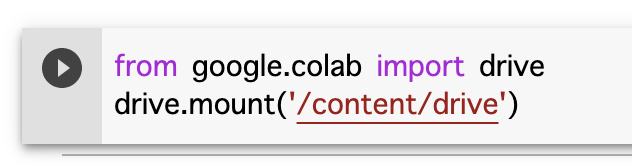 from google.colab import drive
drive.mount('/content/drive')